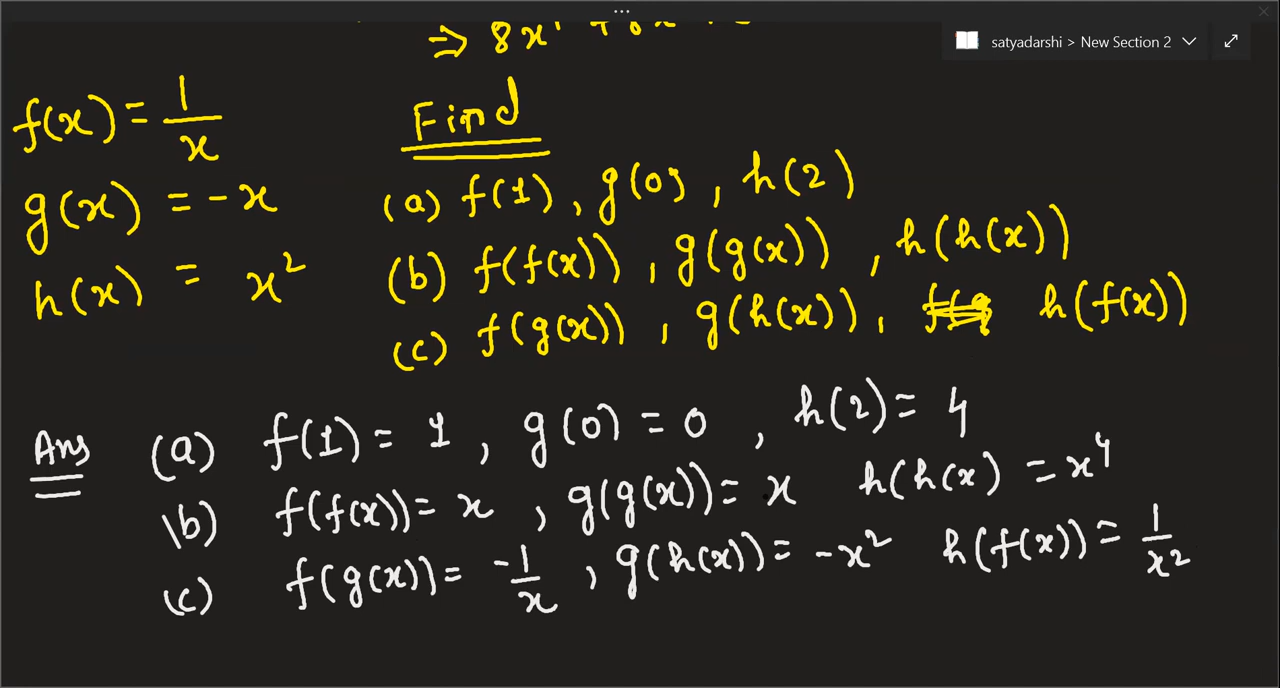 satyadarshi > New Section 2
⇒ 8x
f(x) = 1/x
g(x) = -x
h(x) = x²
Find
(a) f(1), g(0), h(2)
(b) f(f(x)), g(g(x)), h(h(x))
(c) f(g(x)), g(h(x)), h(f(x))
Ans (a) f(1) = 1, g(0) = 0, h(2) = 4
(b) f(f(x)) = x, g(g(x)) = x h(h(x) = x⁴
(c) f(g(x)) = -1/x, g(h(x)) = -x² h(f(x)) = 1/x²